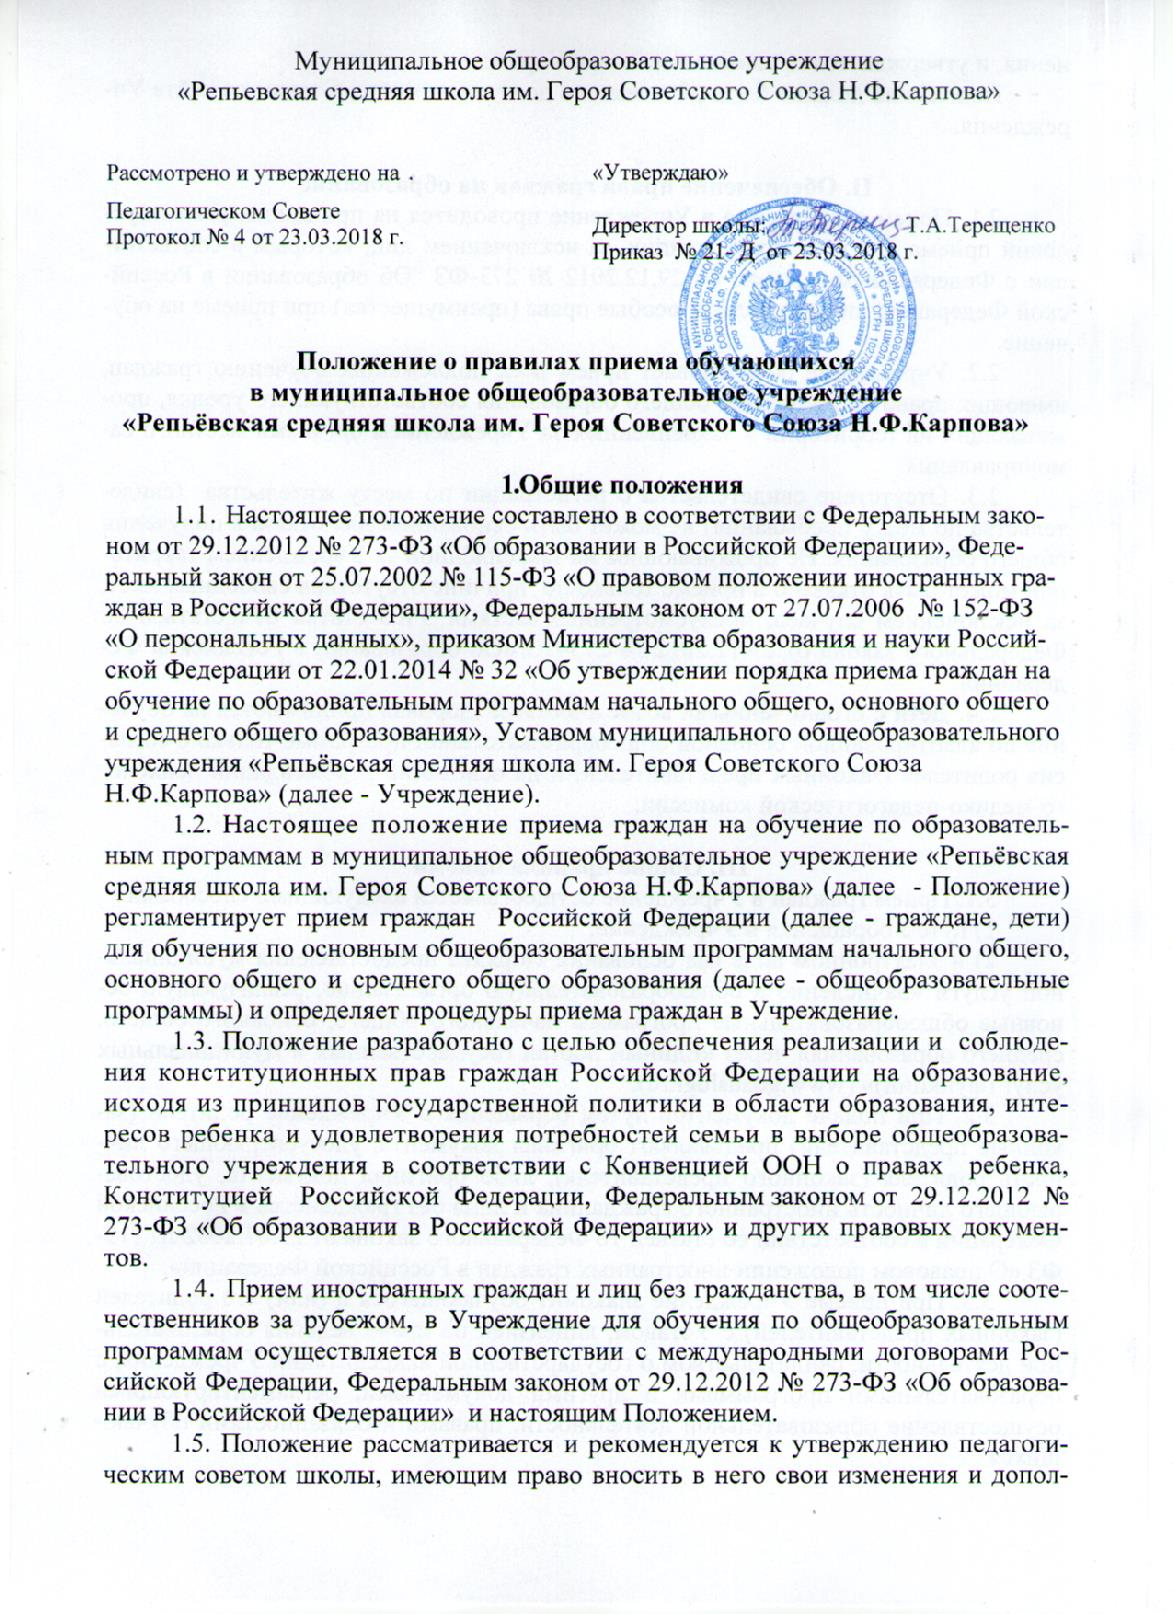 Муниципальное общеобразовательное учреждение
«Репьевская средняя школа им. Героя Советского Союза Н.Ф.Карпова»
Рассмотрено и утверждено на .
Педагогическом Совете
Протокол № 4 от 23.03.2018 г.
«Утверждаю»
Директор школы: Т.А.Терещенко
Приказ № 21- Д от 23.03.2018 г.
Положение о правилах приема обучающихся
в муниципальное общеобразовательное учреждение
«Репьёвская средняя школа им. Героя Советского Союза Н.Ф.Карпова»
1.Общие положения
1.1. Настоящее положение составлено в соответствии с Федеральным зако-
ном от 29.12.2012 № 273-ФЗ «Об образовании в Российской Федерации», Феде-
ральный закон от 25.07.2002 № 115-ФЗ «О правовом положении иностранных гра-
ждан в Российской Федерации», Федеральным законом от 27.07.2006 № 152-ФЗ
«О персональных данных», приказом Министерства образования и науки Россий-
ской Федерации от 22.01.2014 № 32 «Об утверждении порядка приема граждан на
обучение по образовательным программам начального общего, основного общего
и среднего общего образования», Уставом муниципального общеобразовательного
учреждения «Репьёвская средняя школа им. Героя Советского Союза
Н.Ф.Карпова» (далее - Учреждение).
1.2. Настоящее положение приема граждан на обучение по образователь-
ным программам в муниципальное общеобразовательное учреждение «Репьёвская
средняя школа им. Героя Советского Союза Н.Ф.Карпова» (далее - Положение)
регламентирует прием граждан Российской Федерации (далее - граждане, дети)
для обучения по основным общеобразовательным программам начального общего,
основного общего и среднего общего образования (далее - общеобразовательные
программы) и определяет процедуры приема граждан в Учреждение.
1.3. Положение разработано с целью обеспечения реализации и соблюде-
ния конституционных прав граждан Российской Федерации на образование,
исходя из принципов государственной политики в области образования, инте-
ресов ребенка и удовлетворения потребностей семьи в выборе общеобразова-
тельного учреждения в соответствии с Конвенцией ООН о правах ребенка,
Конституцией Российской Федерации, Федеральным законом от 29.12.2012 №
273-ФЗ «Об образовании в Российской Федерации» и других правовых докумен-
тов.
1.4. Прием иностранных граждан и лиц без гражданства, в том числе сооте-
чественников за рубежом, в Учреждение для обучения по общеобразовательным
программам осуществляется в соответствии с международными договорами Рос-
сийской Федерации, Федеральным законом от 29.12.2012 № 273-ФЗ «Об образова-
нии в Российской Федерации» и настоящим Положением.
1.5. Положение рассматривается и рекомендуется к утверждению педагоги-
ческим советом школы, имеющим право вносить в него свои изменения и допол-